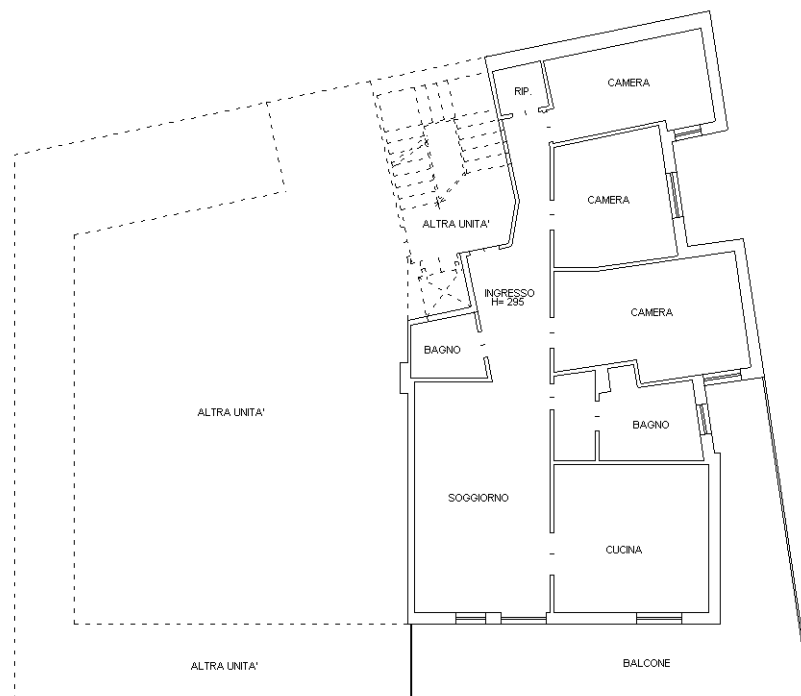 CAMERA
RIP.
CAMERA
ALTRA UNITA'
INGRESSO
H= 295
CAMERA
BAGNO
ALTRA UNITA'
BAGNO
SOGGIORNO
CUCINA
ALTRA UNITA'
BALCONE